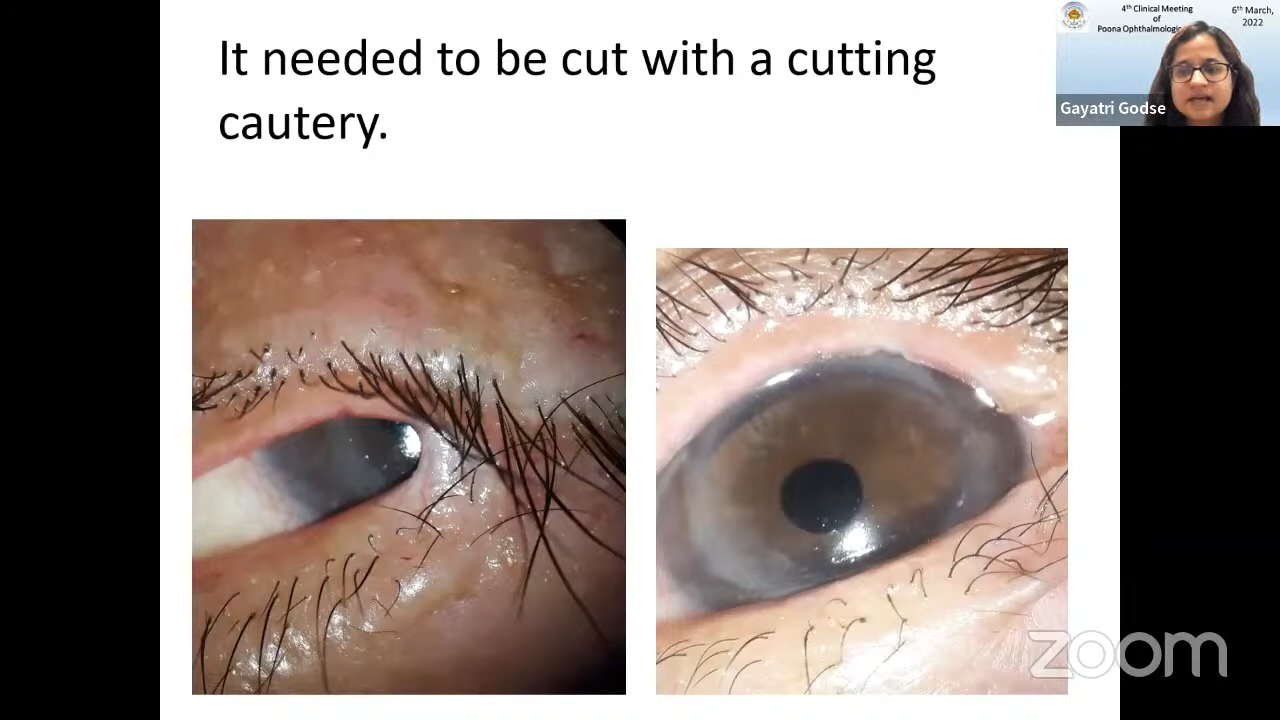 It needed to be cut with a cutting
cautery.
4th Clinical Meeting
of
Poona
6th March,
2022
Gayatri Godse
zoom